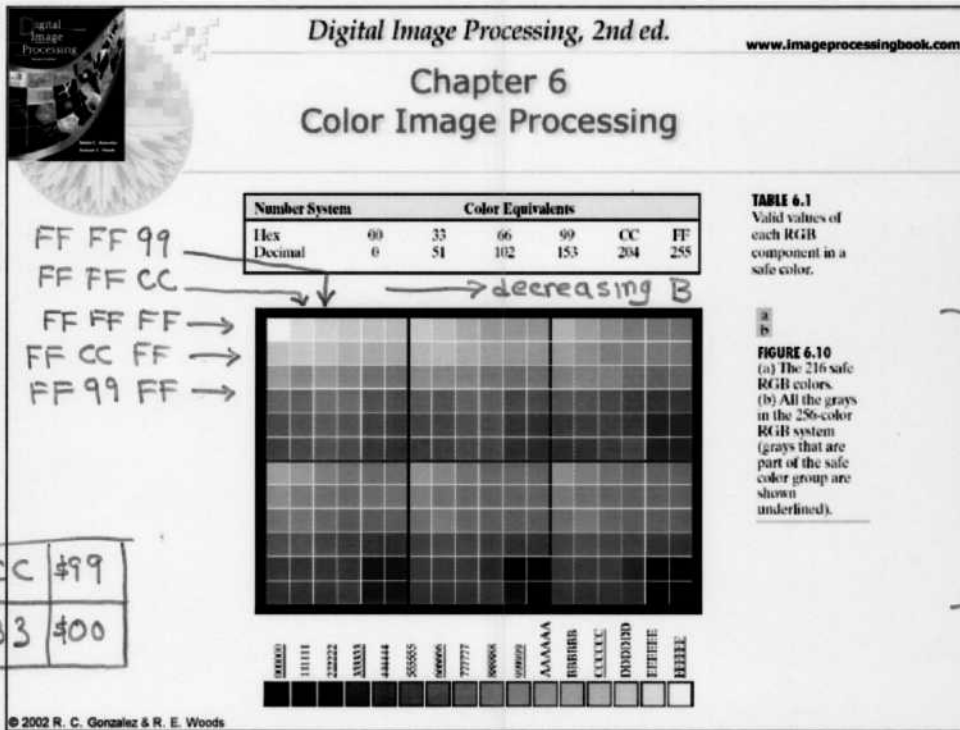 Digital
Image
Processing
Digital Image Processing, 2nd ed.
www.imageprocessingbook.com
Chapter 6
Color Image Processing
Number System Color Equivalents
Hex 00 33 66 99 CC FF
Decimal 0 51 102 153 204 255
TABLE 6.1
Valid values of
each RGB
component in a
safe color.
FF FF 99
FF FF CC
FF FF FF
FF CC FF
FF 99 FF
decreasing B
a
b
FIGURE 6.10
(a) The 216 safe
RGB colors.
(b) All the grays
in the 256-color
RGB system
(grays that are
part of the safe
color group are
shown
underlined).
C $99
3 $00
000000 111111 222222 333333 444444 555555 666666 777777 888888 999999 AAAAAA BBBBBB CCCCCC DDDDDD EEEEEE FFFFFF
© 2002 R. C. Gonzalez & R. E. Woods